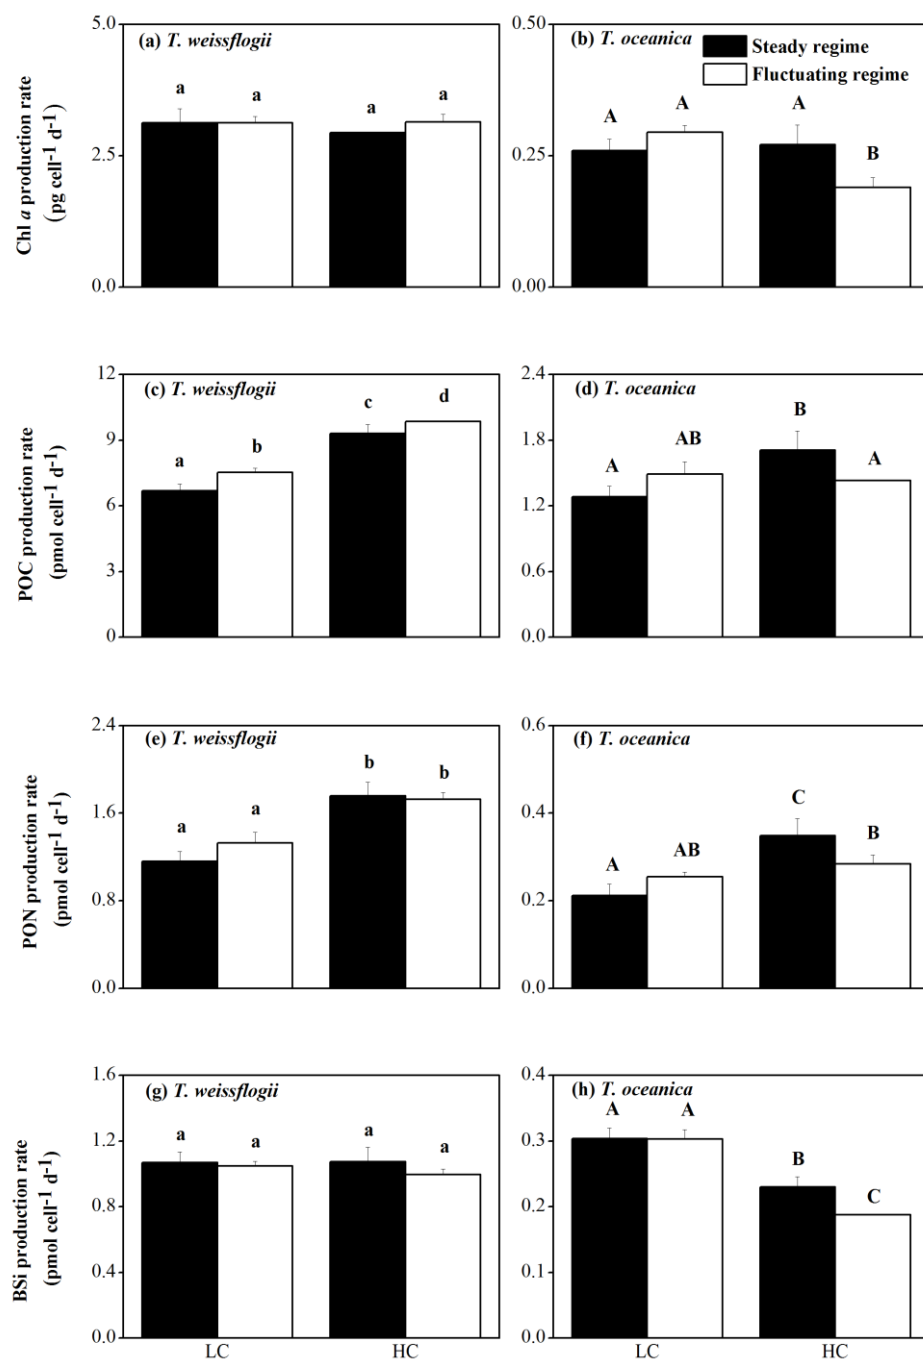 5.0
(a) T. weissflogii
a
a
a
a
2.5
0.0
Chl a production rate
(pg cell-1 d-1)
0.50
(b) T. oceanica
Steady regime
Fluctuating regime
A
A
A
B
0.25
0.00
12
(c) T. weissflogii
a
b
c
d
9
6
3
0
POC production rate
(pmol cell-1 d-1)
2.4
(d) T. oceanica
A
AB
B
A
1.8
1.2
0.6
0.0
2.4
(e) T. weissflogii
a
a
b
b
1.6
0.8
0.0
PON production rate
(pmol cell-1 d-1)
0.6
(f) T. oceanica
A
AB
C
B
0.4
0.2
0.0
1.6
(g) T. weissflogii
a
a
a
a
1.2
0.8
0.4
0.0
BSi production rate
(pmol cell-1 d-1)
LC
HC
0.4
(h) T. oceanica
A
A
B
C
0.3
0.2
0.1
0.0
LC
HC